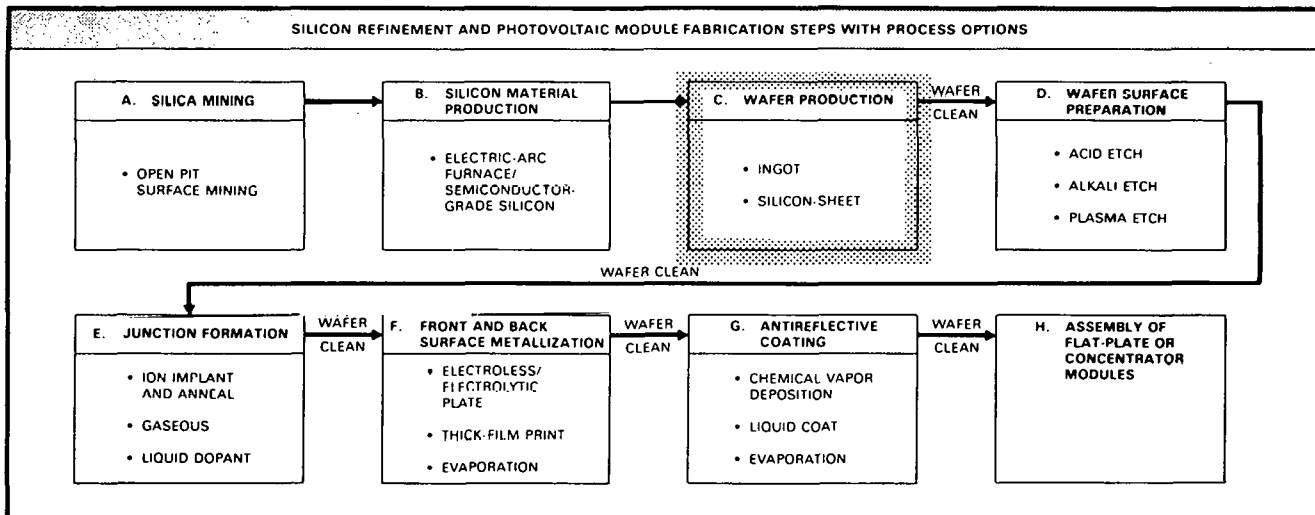 SILICON REFINEMENT AND PHOTOVOLTAIC MODULE FABRICATION STEPS WITH PROCESS OPTIONS
A. SILICA MINING
• OPEN PIT
SURFACE MINING
B. SILICON MATERIAL
PRODUCTION
• ELECTRIC-ARC
FURNACE/
SEMICONDUCTOR-
GRADE SILICON
C. WAFER PRODUCTION
• INGOT
• SILICON-SHEET
WAFER
CLEAN
D. WAFER SURFACE
PREPARATION
• ACID ETCH
• ALKALI ETCH
• PLASMA ETCH
WAFER CLEAN
E. JUNCTION FORMATION
• ION IMPLANT
AND ANNEAL
• GASEOUS
• LIQUID DOPANT
WAFER
CLEAN
F. FRONT AND BACK
SURFACE METALLIZATION
• ELECTROLESS/
ELECTROLYTIC
PLATE
• THICK-FILM PRINT
• EVAPORATION
WAFER
CLEAN
G. ANTIREFLECTIVE
COATING
• CHEMICAL VAPOR
DEPOSITION
• LIQUID COAT
• EVAPORATION
WAFER
CLEAN
H. ASSEMBLY OF
FLAT-PLATE OR
CONCENTRATOR
MODULES